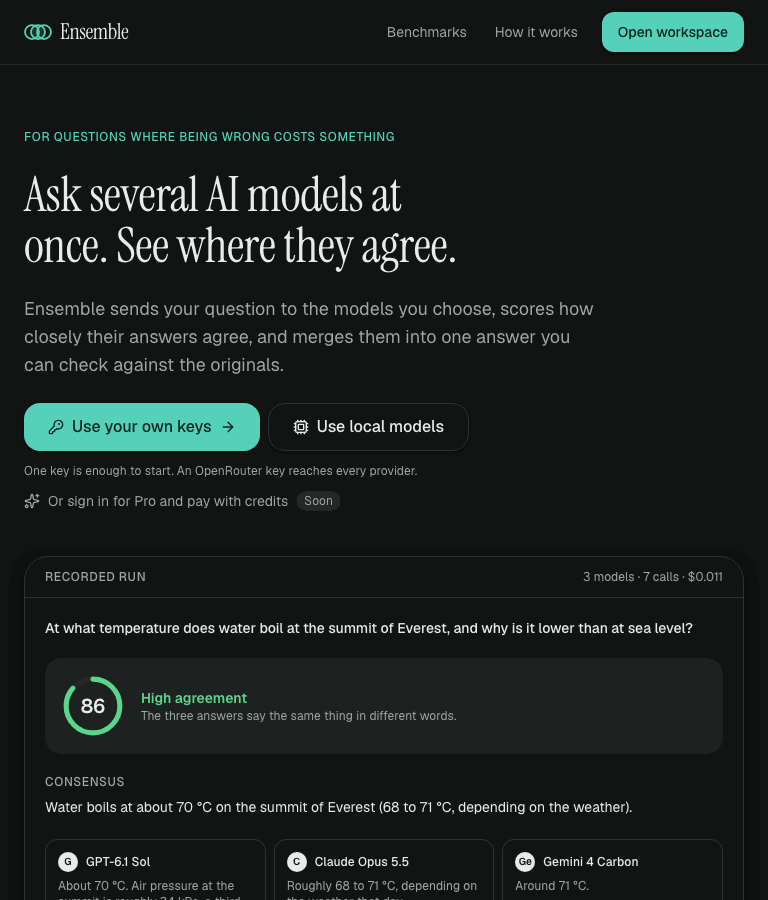 Ensemble
Benchmarks
How it works
Open workspace
FOR QUESTIONS WHERE BEING WRONG COSTS SOMETHING
Ask several AI models at
once. See where they agree.
Ensemble sends your question to the models you choose, scores how
closely their answers agree, and merges them into one answer you
can check against the originals.
Use your own keys
Use local models
One key is enough to start. An OpenRouter key reaches every provider.
Or sign in for Pro and pay with credits Soon
RECORDED RUN
3 models · 7 calls · $0.011
At what temperature does water boil at the summit of Everest, and why is it lower than at sea level?
86
High agreement
The three answers say the same thing in different words.
CONSENSUS
Water boils at about 70 °C on the summit of Everest (68 to 71 °C, depending on the weather).
G GPT-6.1 Sol
About 70 °C. Air pressure at the
C Claude Opus 5.5
Roughly 68 to 71 °C, depending on
Ge Gemini 4 Carbon
Around 71 °C.